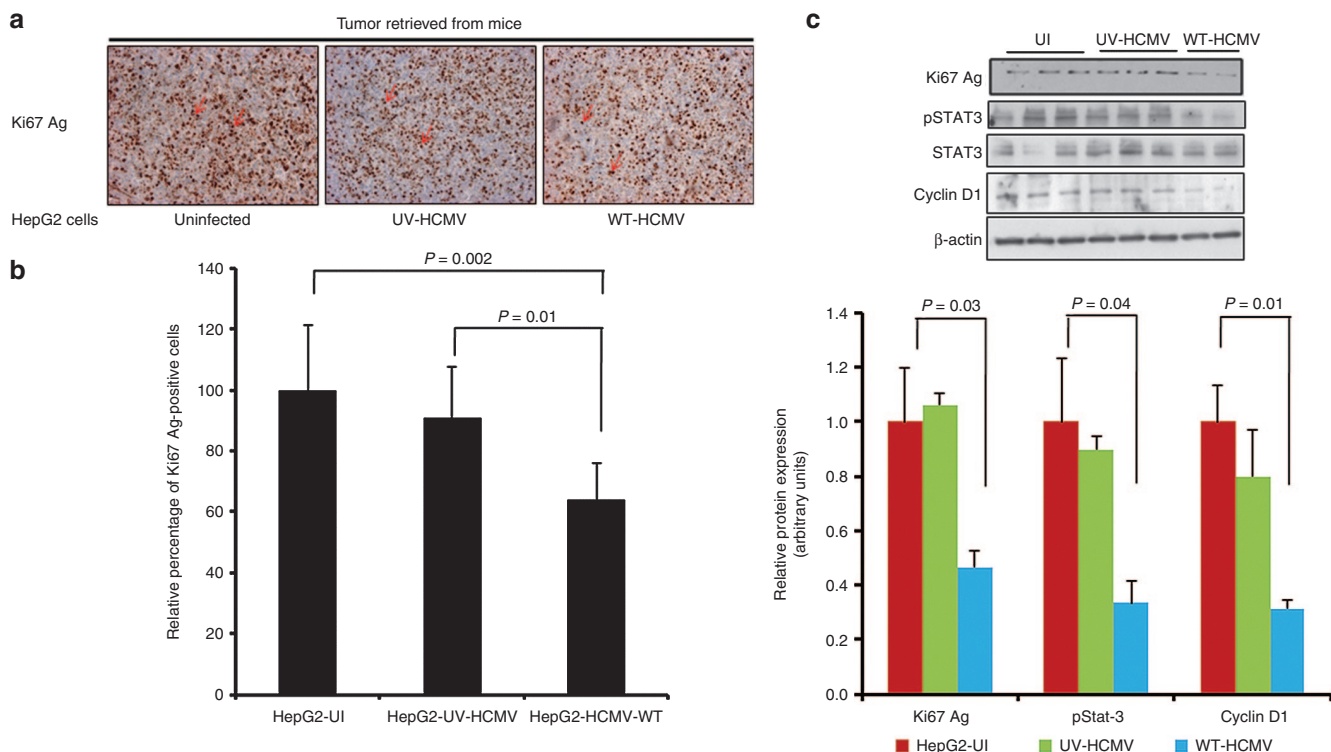 a
Tumor retrieved from mice
Ki67 Ag
HepG2 cells
Uninfected
UV-HCMV
WT-HCMV
b
Relative percentage of Ki67 Ag-positive cells
140
120
100
80
60
40
20
0
P = 0.002
P = 0.01
HepG2-UI
HepG2-UV-HCMV
HepG2-HCMV-WT
c
UI
UV-HCMV
WT-HCMV
Ki67 Ag
pSTAT3
STAT3
Cyclin D1
β-actin
Relative protein expression
(arbitrary units)
1.4
1.2
1.0
0.8
0.6
0.4
0.2
0.0
P = 0.03
P = 0.04
P = 0.01
Ki67 Ag
pStat-3
Cyclin D1
HepG2-UI
UV-HCMV
WT-HCMV